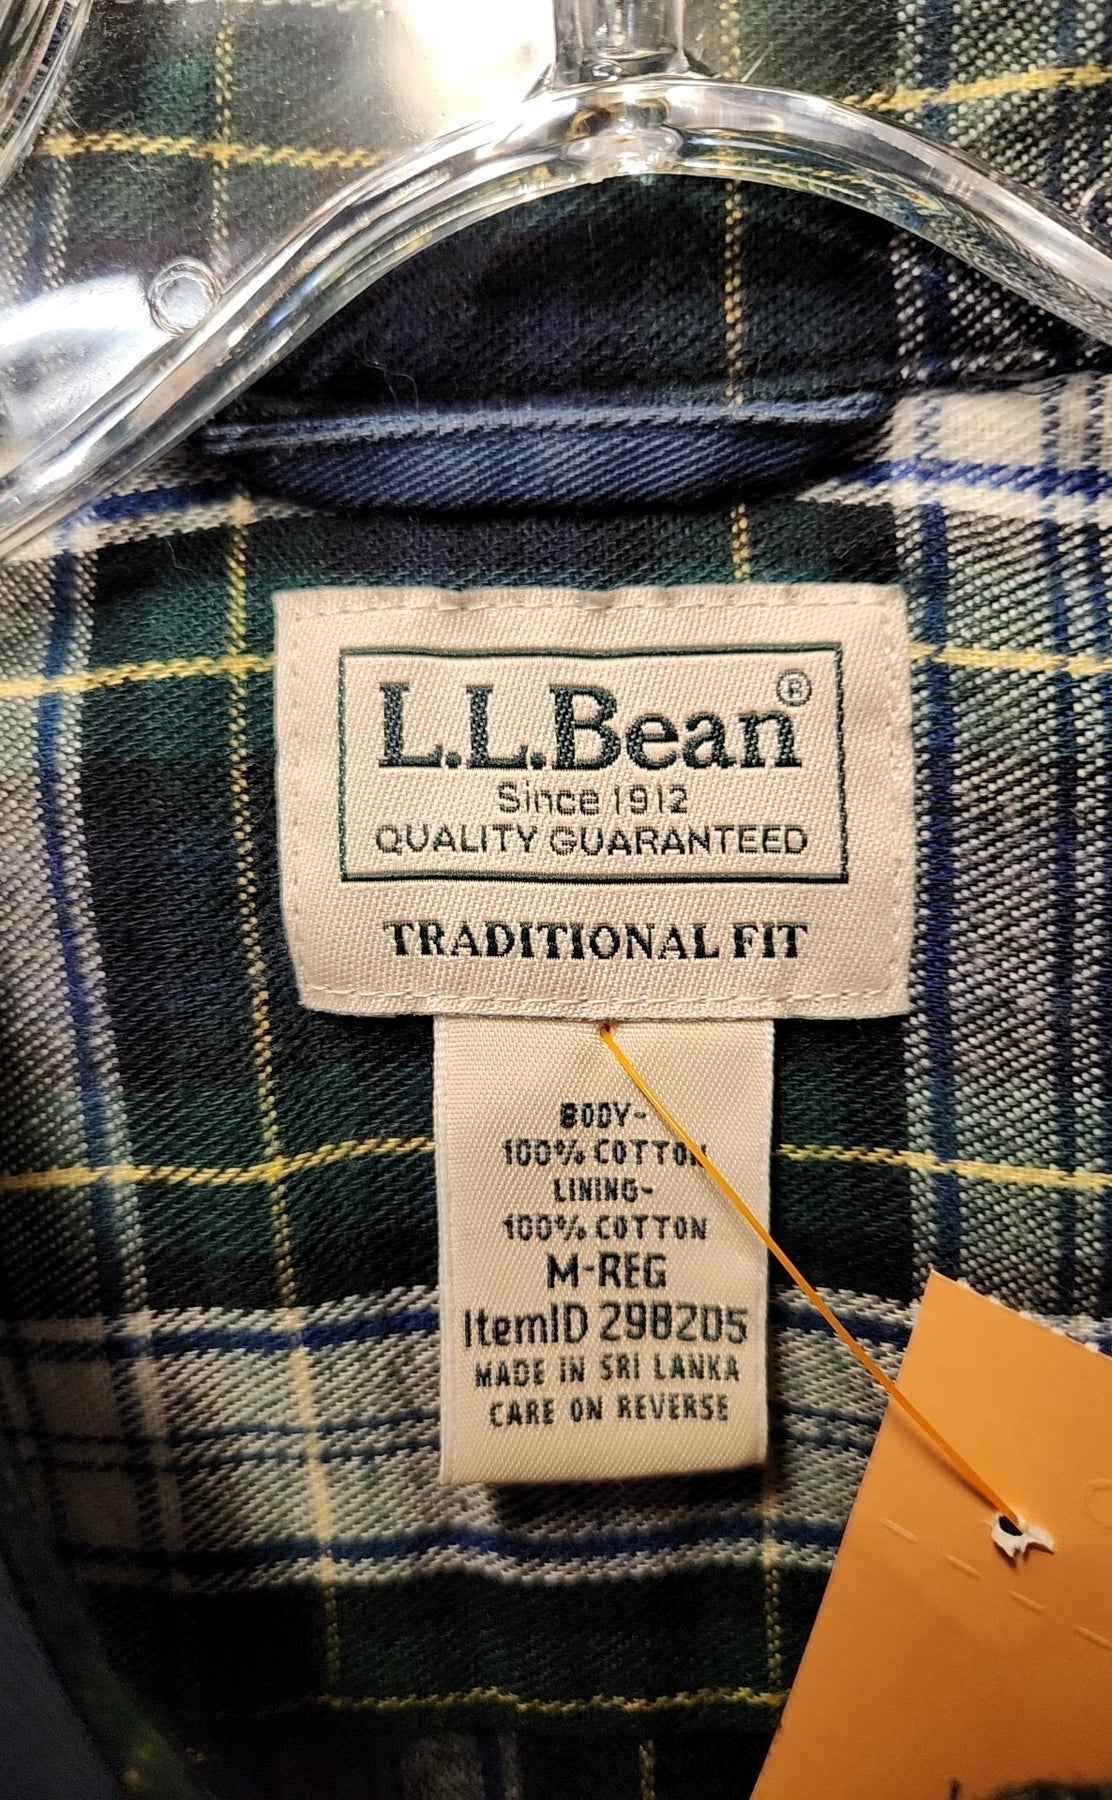 L.L.Bean®
Since 1912
QUALITY GUARANTEED
TRADITIONAL FIT
BODY-
100% COTTON
LINING-
100% COTTON
M-REG
ItemID 298205
MADE IN SRI LANKA
CARE ON REVERSE